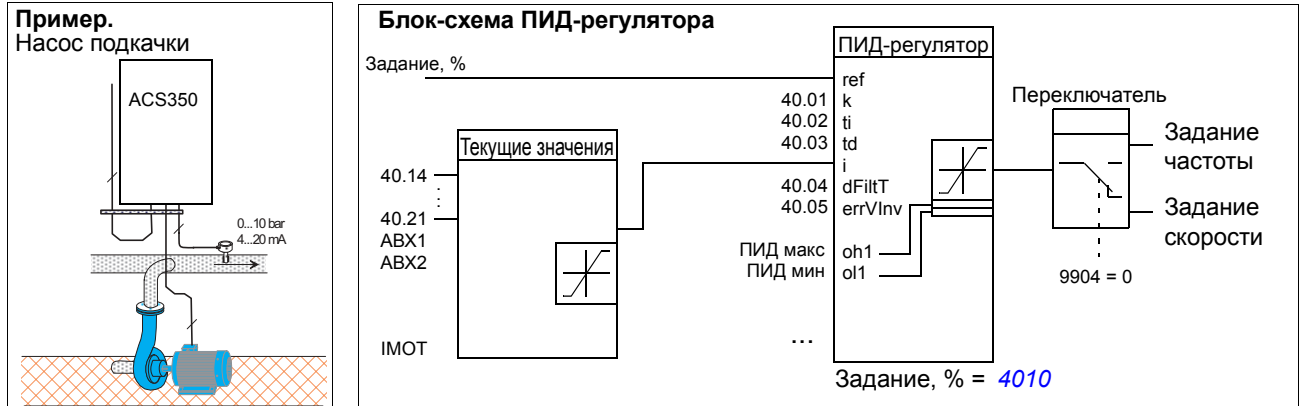 Пример.
Насос подкачки
ACS350
0...10 bar
4...20 mA
Блок-схема ПИД-регулятора
Задание, %
Текущие значения
40.14
40.21
АВХ1
АВХ2
IMOT
ПИД-регулятор
ref
40.01 k
40.02 ti
40.03 td
i
40.04 dFiltT
40.05 errVInv
ПИД макс oh1
ПИД мин ol1
...
Задание, % = 4010
Переключатель
Задание
частоты
Задание
скорости
9904 = 0